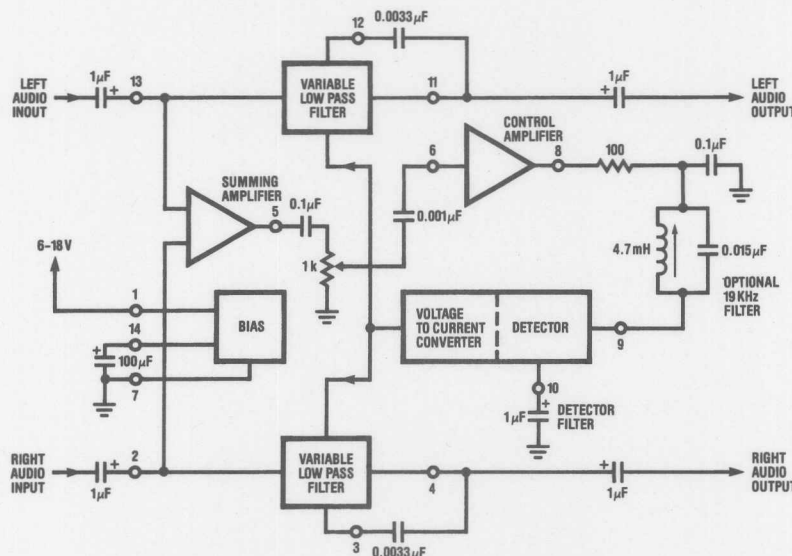 12
0.0033μF
1μF
+ 13
LEFT
AUDIO
INOUT
VARIABLE
LOW PASS
FILTER
11
+ 1μF
LEFT
AUDIO
OUTPUT
CONTROL
AMPLIFIER
6
8
100
0.1μF
SUMMING
AMPLIFIER
0.1μF
5
0.001μF
6–18V
1k
4.7mH
0.015μF
OPTIONAL
19KHz
FILTER
1
14
+
100μF
7
BIAS
VOLTAGE
TO CURRENT
CONVERTER
DETECTOR
9
10
1μF +
DETECTOR
FILTER
RIGHT
AUDIO
INPUT
+ 2
1μF
VARIABLE
LOW PASS
FILTER
4
+
1μF
RIGHT
AUDIO
OUTPUT
3
0.0033μF